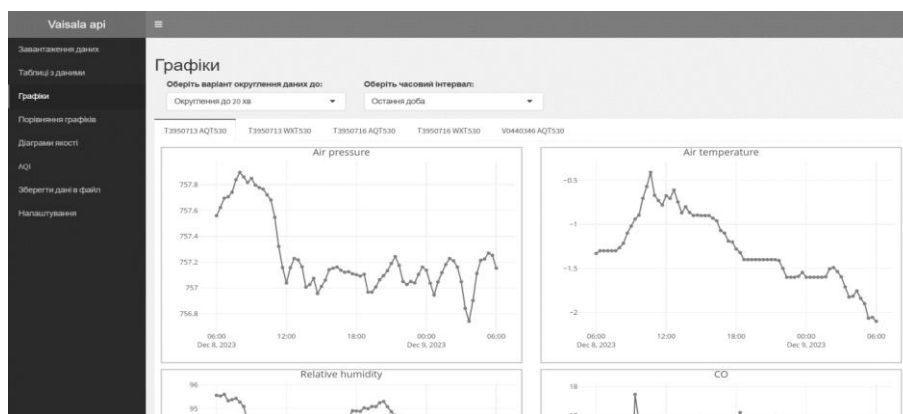 Vaisala api
Завантаження даних
Таблиці з даними
Графіки
Порівняння графіків
Діаграми якості
AQI
Зберегти дані в файл
Налаштування
Графіки
Оберіть варіант округлення даних до:
Оберіть часовий інтервал:
Округлення до 20 хв
Остання доба
T3950713 AQT530
T3950713 WXT530
T3950716 AQT530
T3950716 WXT530
V0440346 AQT530
Air pressure
757.8
757.6
757.4
757.2
757
756.8
06:00
12:00
18:00
00:00
06:00
Dec 8, 2023
Dec 9, 2023
Air temperature
−0.5
−1
−1.5
−2
06:00
12:00
18:00
00:00
06:00
Dec 8, 2023
Dec 9, 2023
Relative humidity
96
95
CO
18